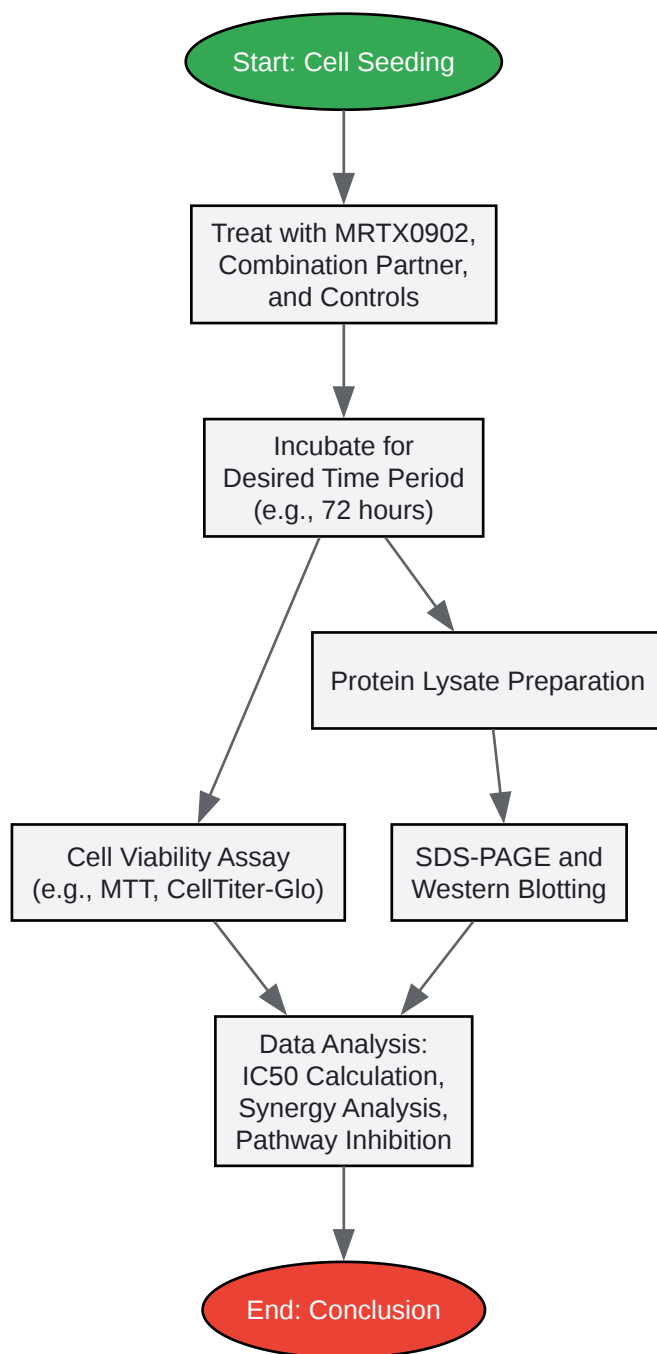 Start: Cell Seeding
Treat with MRTX0902,
Combination Partner,
and Controls
Incubate for
Desired Time Period
(e.g., 72 hours)
Protein Lysate Preparation
Cell Viability Assay
(e.g., MTT, CellTiter-Glo)
SDS-PAGE and
Western Blotting
Data Analysis:
IC50 Calculation,
Synergy Analysis,
Pathway Inhibition
End: Conclusion